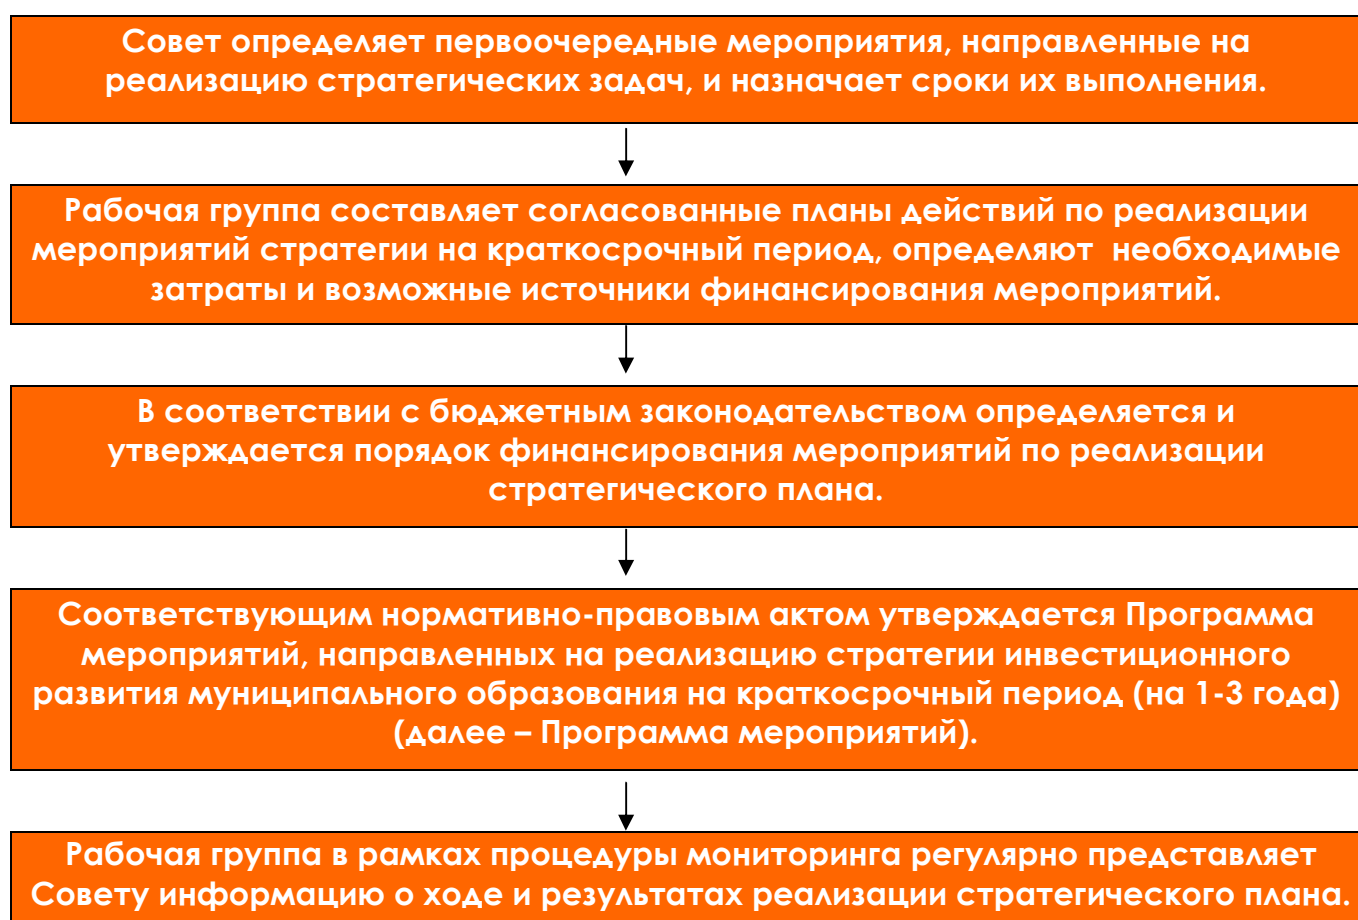 Совет определяет первоочередные мероприятия, направленные на
реализацию стратегических задач, и назначает сроки их выполнения.
Рабочая группа составляет согласованные планы действий по реализации
мероприятий стратегии на краткосрочный период, определяют необходимые
затраты и возможные источники финансирования мероприятий.
В соответствии с бюджетным законодательством определяется и
утверждается порядок финансирования мероприятий по реализации
стратегического плана.
Соответствующим нормативно-правовым актом утверждается Программа
мероприятий, направленных на реализацию стратегии инвестиционного
развития муниципального образования на краткосрочный период (на 1-3 года)
(далее – Программа мероприятий).
Рабочая группа в рамках процедуры мониторинга регулярно представляет
Совету информацию о ходе и результатах реализации стратегического плана.